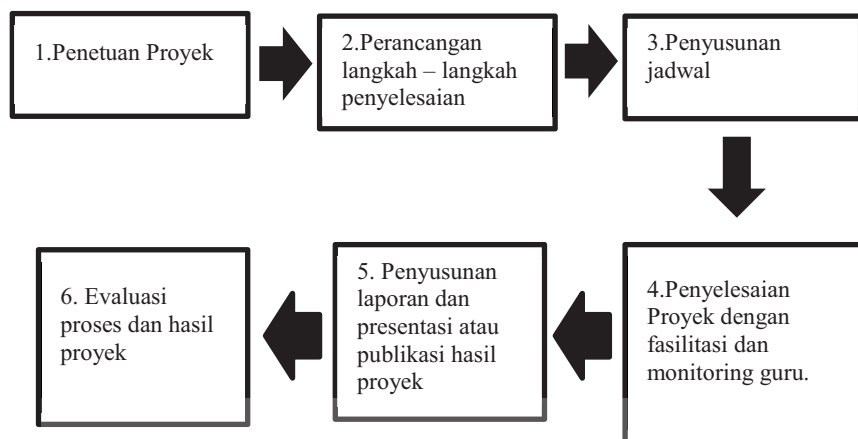 1.Penetuan Proyek
2.Perancangan
langkah – langkah
penyelesaian
3.Penyusunan
jadwal
4.Penyelesaian
Proyek dengan
fasilitasi dan
monitoring guru.
5. Penyusunan
laporan dan
presentasi atau
publikasi hasil
proyek
6. Evaluasi
proses dan hasil
proyek